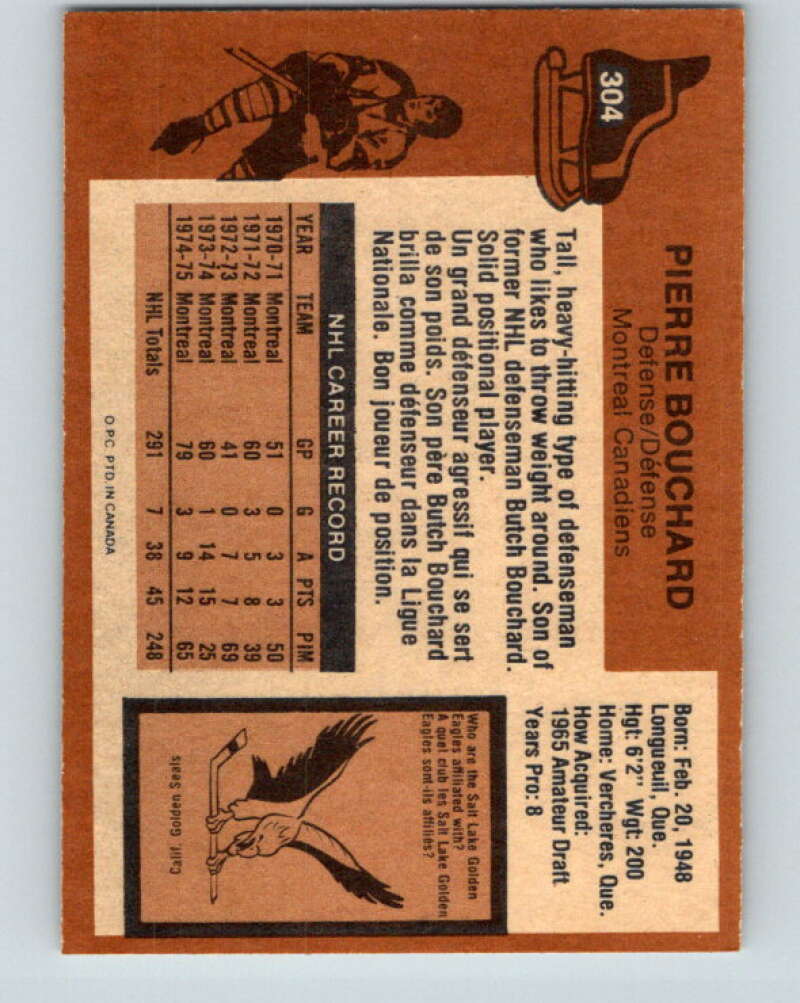 304
PIERRE BOUCHARD
Defense/Défense
Montreal Canadiens
Born: Feb. 20, 1948
Longueuil, Que.
Hgt: 6'2" Wgt: 200
Home: Vercheres, Que.
How Acquired:
1965 Amateur Draft
Years Pro: 8
Tall, heavy-hitting type of defenseman
who likes to throw weight around. Son of
former NHL defenseman Butch Bouchard.
Solid positional player.
Un grand défenseur agressif qui se sert
de son poids. Son père Butch Bouchard
brilla comme défenseur dans la Ligue
Nationale. Bon joueur de position.
NHL CAREER RECORD
YEAR TEAM GP G A PTS PIM
1970-71 Montreal 51 0 3 3 50
1971-72 Montreal 60 3 5 8 39
1972-73 Montreal 41 0 7 7 69
1973-74 Montreal 60 1 14 15 25
1974-75 Montreal 79 3 9 12 65
NHL Totals 291 7 38 45 248
Who are the Salt Lake Golden
Eagles affiliated with?
A quel club les Salt Lake Golden
Eagles sont-ils affiliés?
Calif. Golden Seals
O.P.C. PTD. IN CANADA